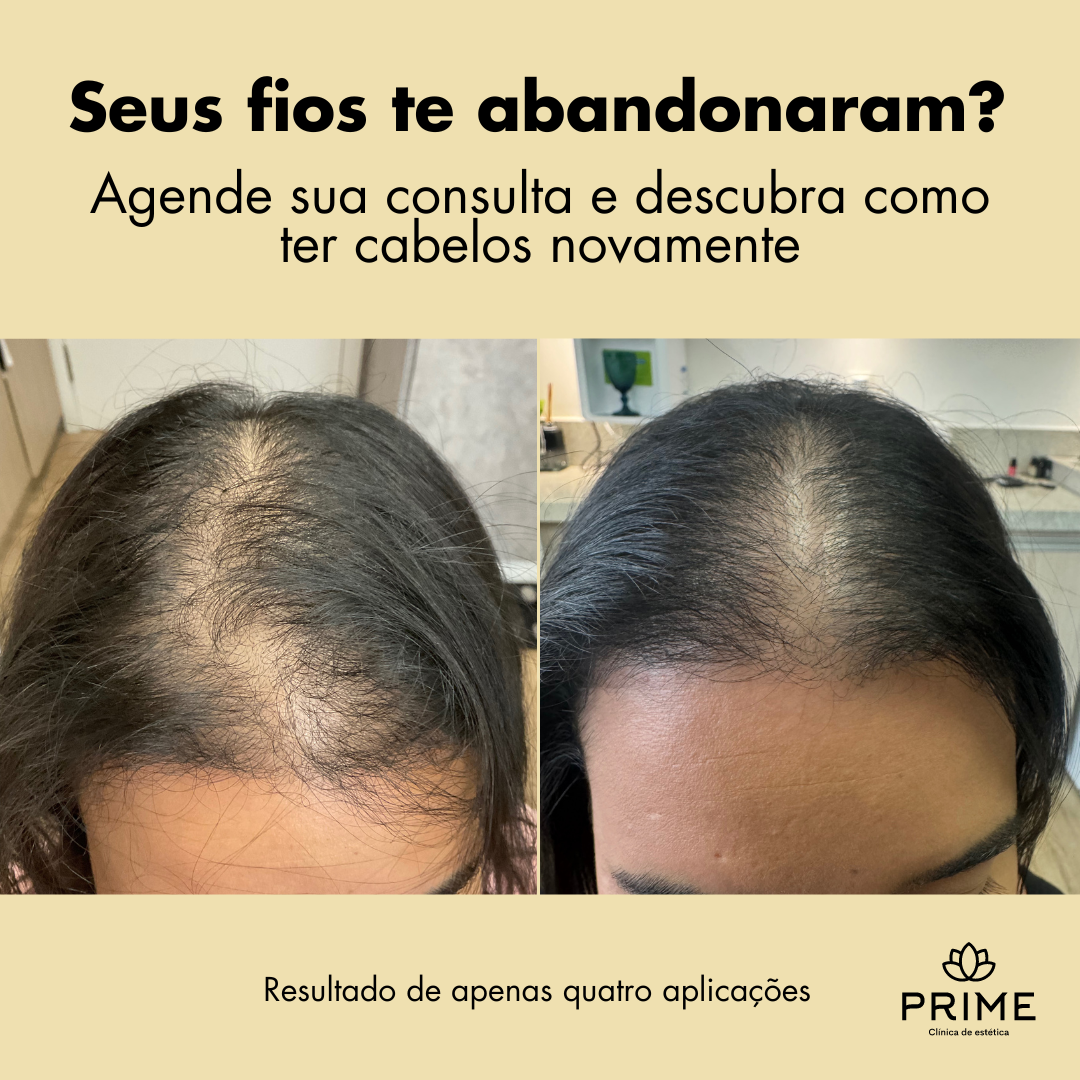 Seus fios te abandonaram?
Agende sua consulta e descubra como
ter cabelos novamente
Resultado de apenas quatro aplicações
PRIME
Clínica de estética